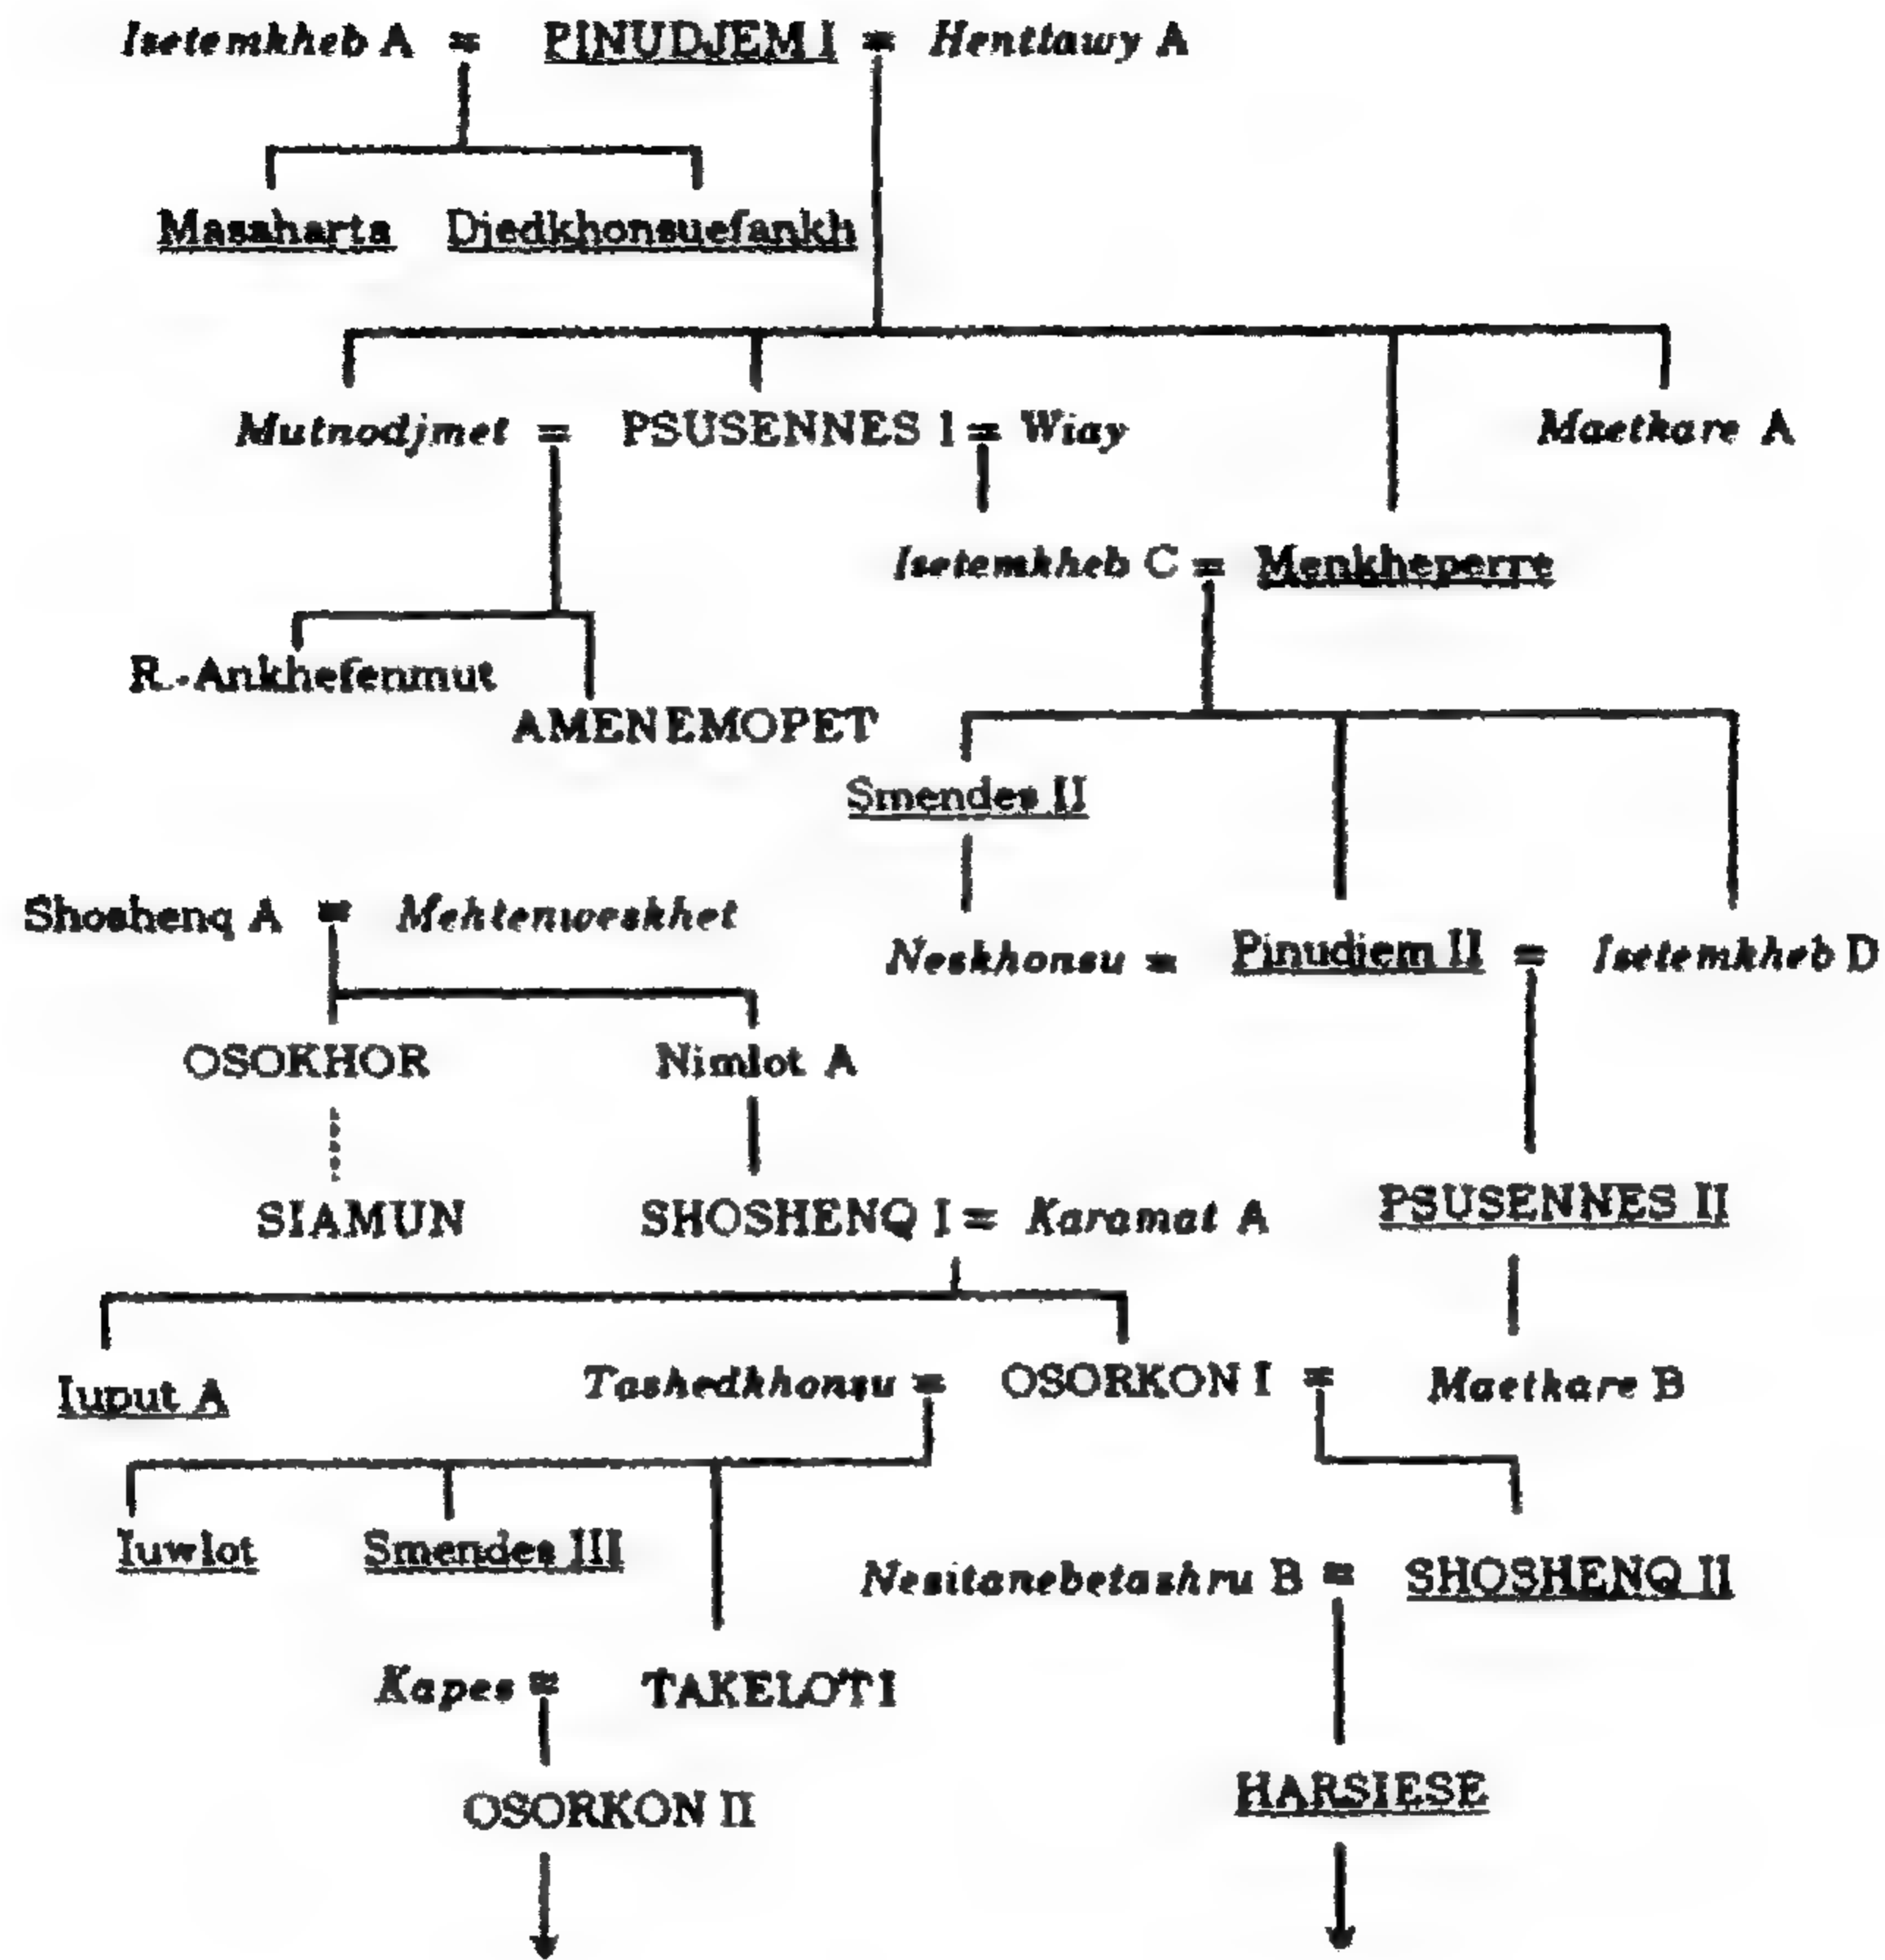 Isetemkheb A = PINUDJEM I = Henttawy A
Masaharta Djedkhonsuefankh
Mutnodjmet = PSUSENNES I = Wiay Maetkare A
Isetemkheb C = Menkheperre
R.-Ankhefenmut
AMENEMOPET
Smendes II
Shoshenq A = Mehtenweskhet
Neskhonsu = Pinudjem II = Isetemkheb D
OSOKHOR Nimlot A
SIAMUN SHOSHENQ I = Karamat A PSUSENNES II
Iuput A Tashedkhonsu = OSORKON I = Maetkare B
Iuwlot Smendes III
Nesitanebetashru B = SHOSHENQ II
Kapes = TAKELOT I
OSORKON II HARSIESE